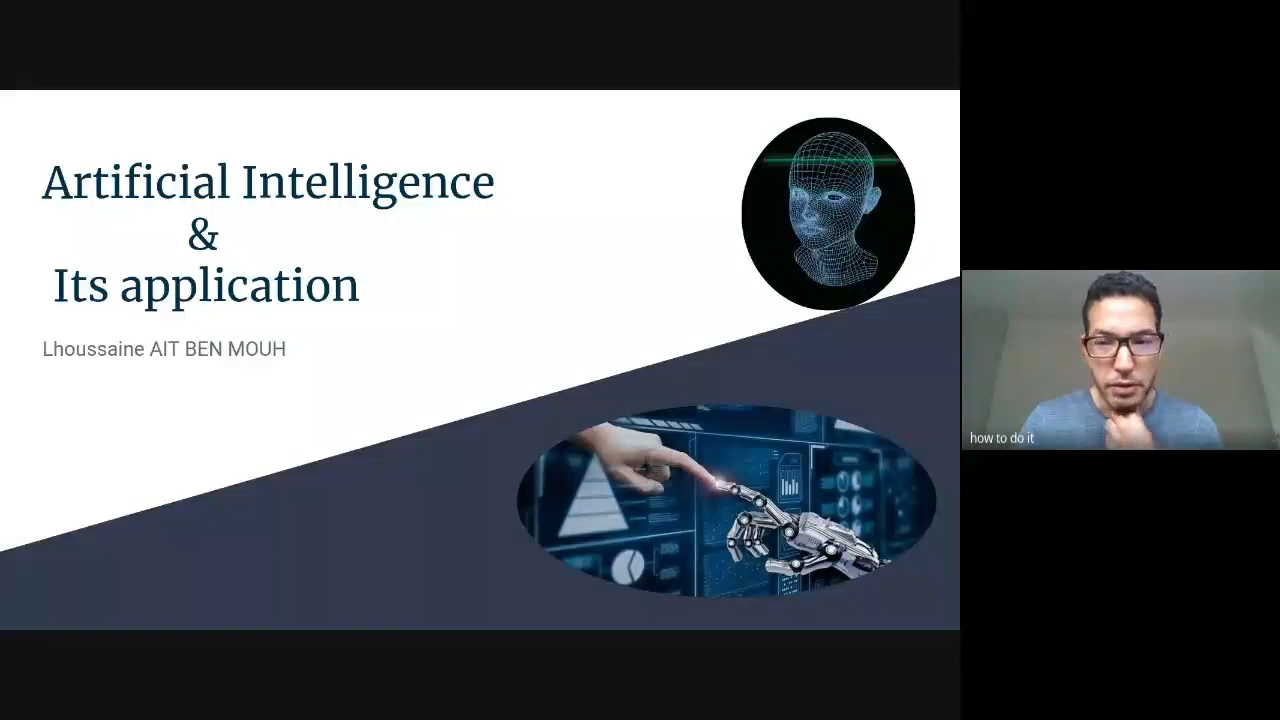 Artificial Intelligence
&
Its application
Lhoussaine AIT BEN MOUH
how to do it